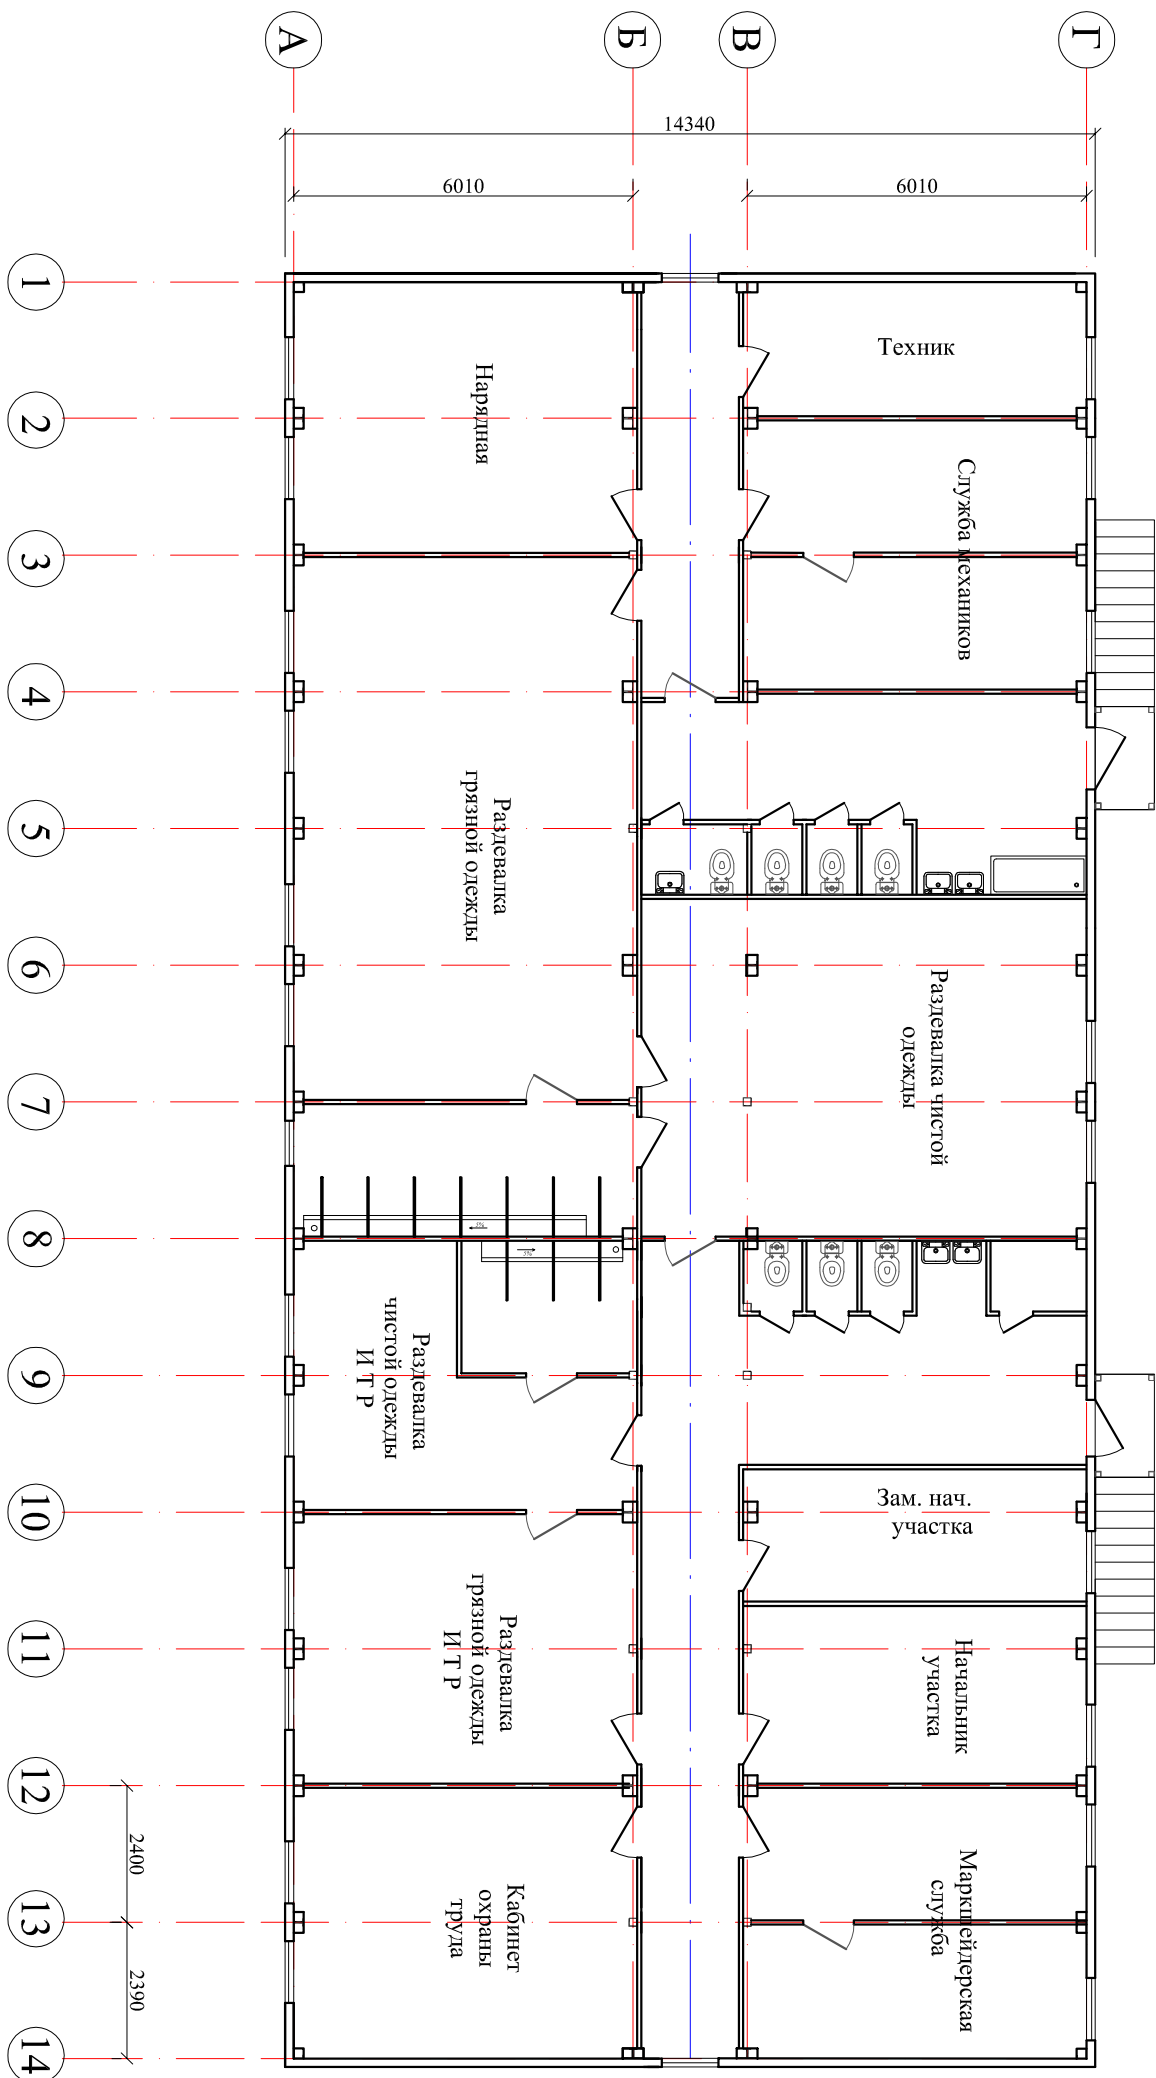 А
Б
В
Г
14340
6010
6010
1
2
3
4
5
6
7
8
9
10
11
12
13
14
Техник
Нарядная
Служба механиков
Раздевалка
грязной одежды
Раздевалка чистой
одежды
5%
5%
Раздевалка
чистой одежды
И Т Р
Зам. нач.
участка
Раздевалка
грязной одежды
И Т Р
Начальник
участка
2400
2390
Кабинет
охраны
труда
Маркшейдерская
служба